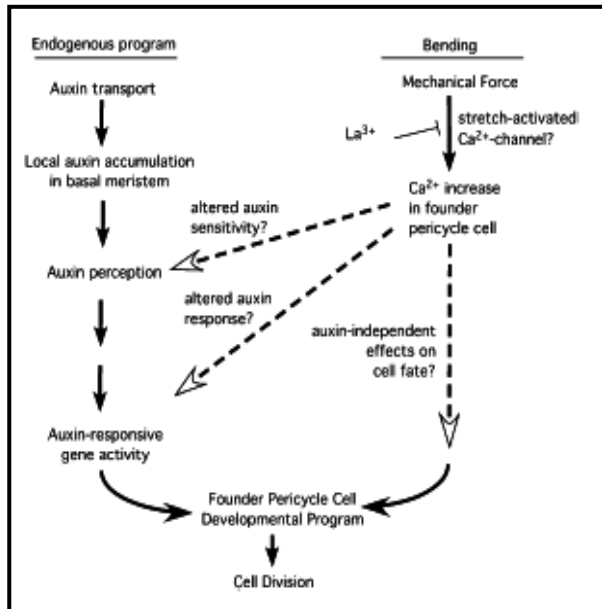 Endogenous program
Auxin transport
Local auxin accumulation
in basal meristem
Auxin perception
Auxin-responsive
gene activity
Bending
Mechanical Force
La3+
stretch-activated
Ca2+-channel?
Ca2+ increase
in founder
pericycle cell
altered auxin
sensitivity?
altered auxin
response?
auxin-independent
effects on
cell fate?
Founder Pericycle Cell
Developmental Program
Cell Division